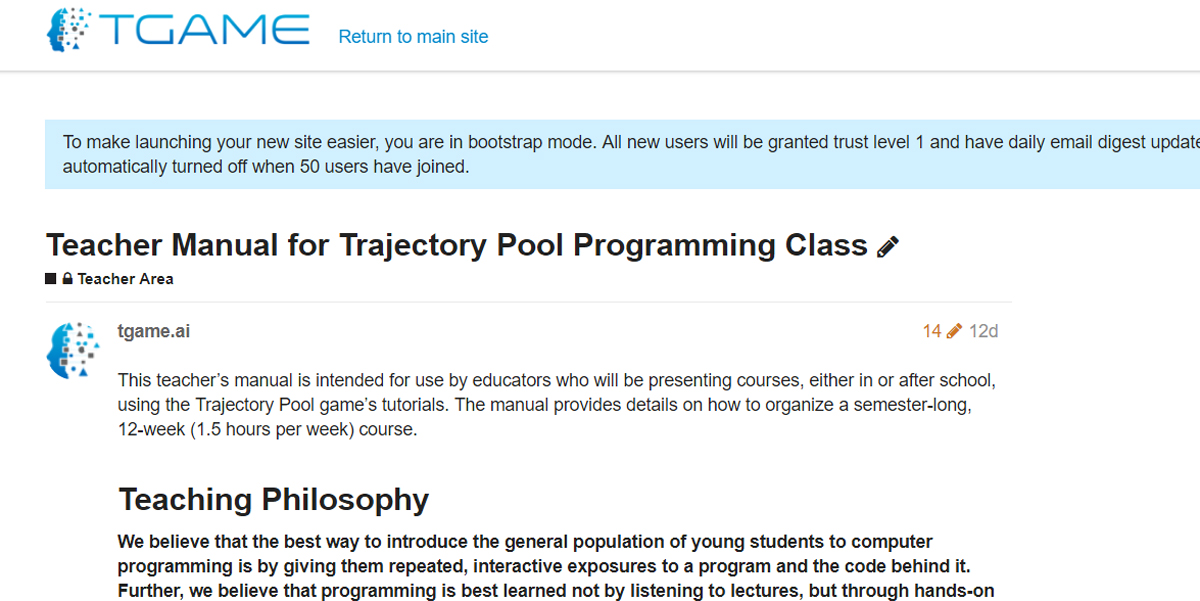 TGAME
Return to main site
To make launching your new site easier, you are in bootstrap mode. All new users will be granted trust level 1 and have daily email digest
automatically turned off when 50 users have joined.
Teacher Manual for Trajectory Pool Programming Class
Teacher Area
tgame.ai
14 12d
This teacher’s manual is intended for use by educators who will be presenting courses, either in or after school,
using the Trajectory Pool game’s tutorials. The manual provides details on how to organize a semester-long,
12-week (1.5 hours per week) course.
Teaching Philosophy
We believe that the best way to introduce the general population of young students to computer
programming is by giving them repeated, interactive exposures to a program and the code behind it.
Further, we believe that programming is best learned not by listening to lectures, but through hands-on